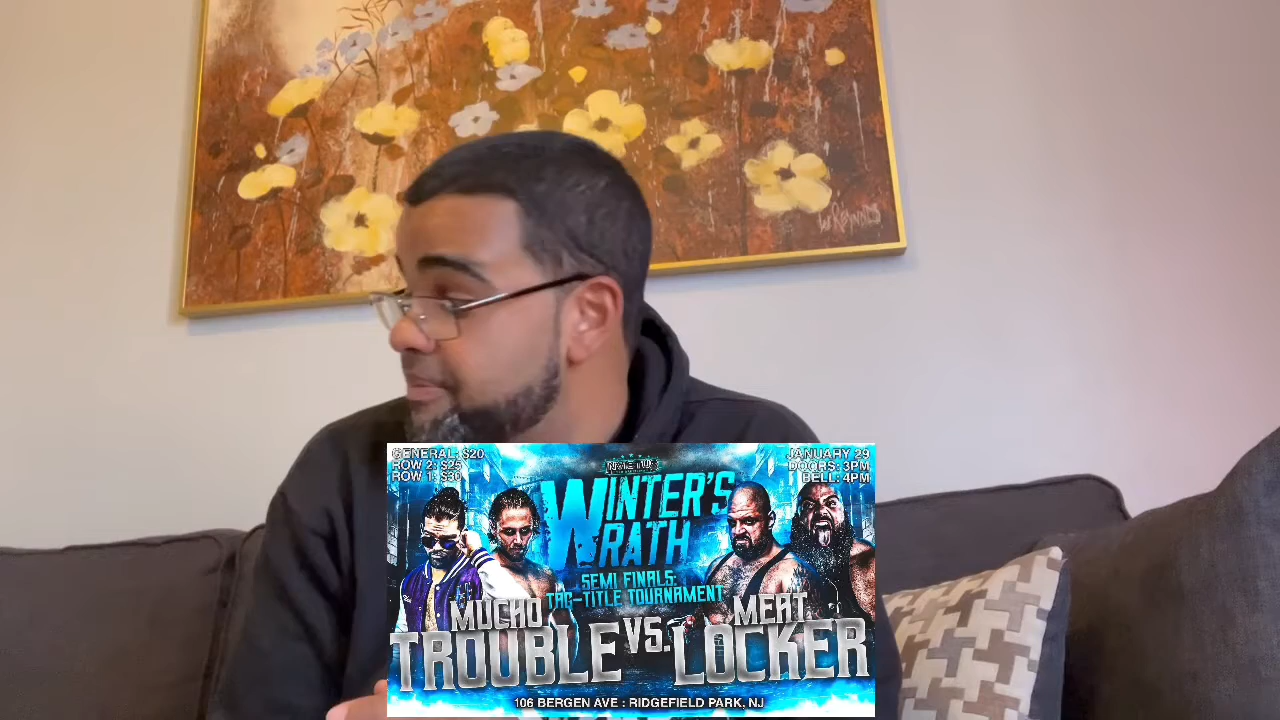 GENERAL: $20
ROW 2: $25
ROW 1: $30
JANUARY 29
DOORS: 3PM
BELL: 4PM
WINTER'S
WRATH
SEMI FINALS:
TAG-TITLE TOURNAMENT
MUCHO
TROUBLE
VS.
MEAT
LOCKER
106 BERGEN AVE : RIDGEFIELD PARK, NJ